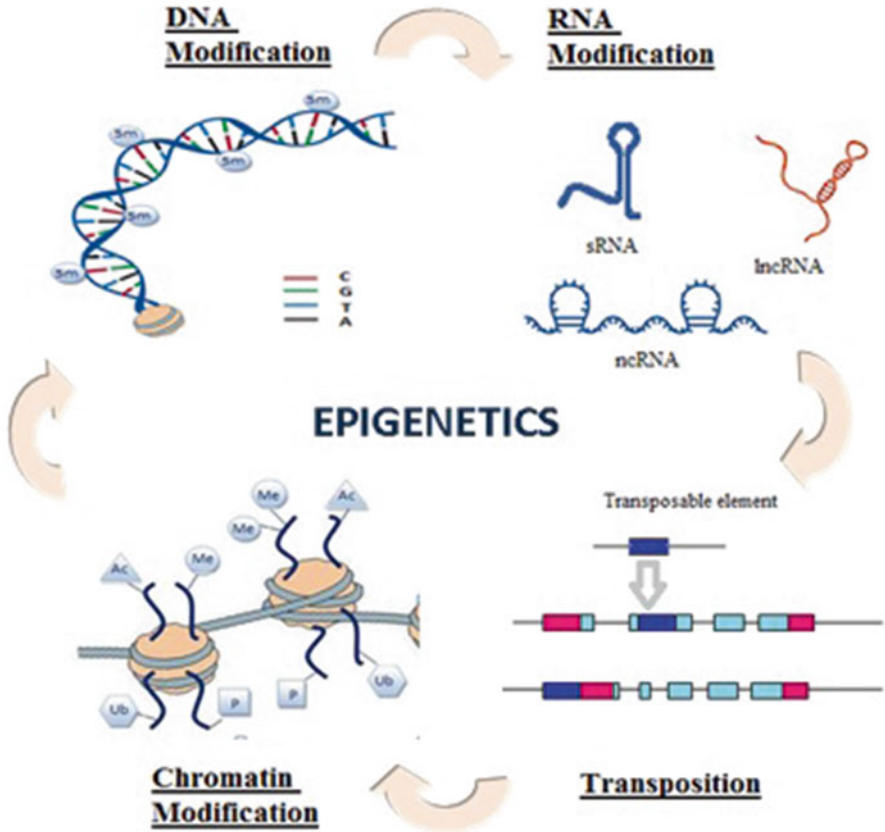 DNA
Modification
RNA
Modification
5m
5m
5m
5m
5m
C
G
T
A
sRNA
lncRNA
ncRNA
EPIGENETICS
Me
Ac
Me
Ac
Me
Ub
P
P
Ub
Transposable element
Chromatin
Modification
Transposition